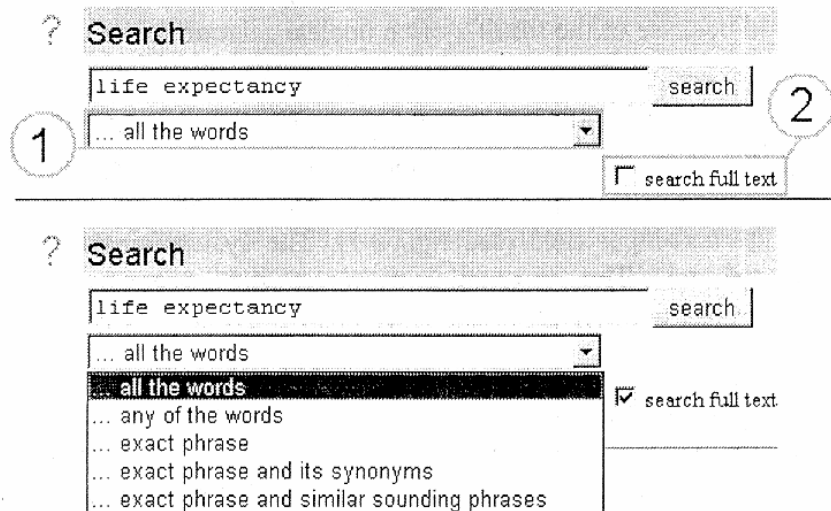 ? Search
life expectancy search
1 ... all the words 2
search full text
? Search
life expectancy search
... all the words
... all the words
search full text
... any of the words
... exact phrase
... exact phrase and its synonyms
... exact phrase and similar sounding phrases